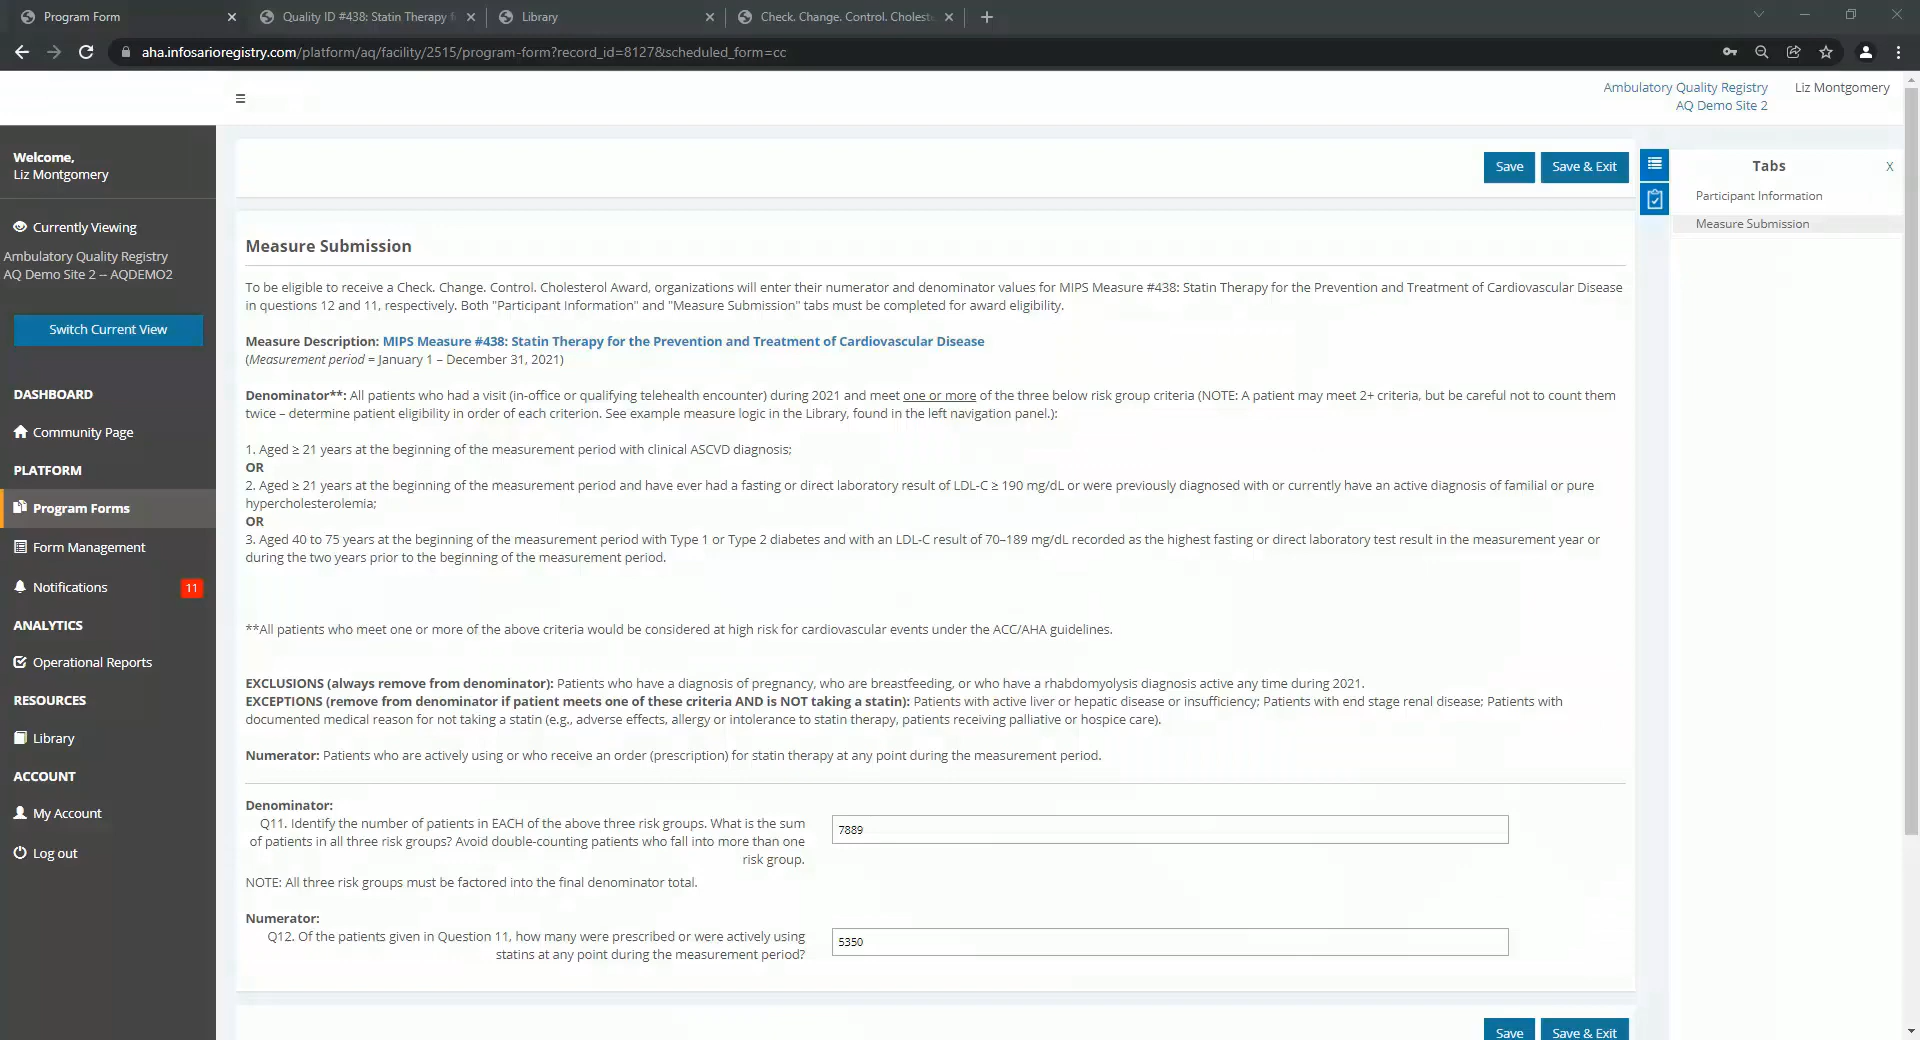 Program Form
Quality ID #438: Statin Therapy f
Library
Check. Change. Control. Cholest
aha.infosarioregistry.com/platform/aq/facility/2515/program-form?record_id=8127&scheduled_form=cc
Ambulatory Quality Registry
AQ Demo Site 2
Liz Montgomery
Welcome,
Liz Montgomery
Currently Viewing
Ambulatory Quality Registry
AQ Demo Site 2 -- AQDEMO2
Switch Current View
DASHBOARD
Community Page
PLATFORM
Program Forms
Form Management
Notifications 11
ANALYTICS
Operational Reports
RESOURCES
Library
ACCOUNT
My Account
Log out
Save Save & Exit
Tabs X
Participant Information
Measure Submission
Measure Submission
To be eligible to receive a Check. Change. Control. Cholesterol Award, organizations will enter their numerator and denominator values for MIPS Measure #438: Statin Therapy for the Prevention and Treatment of Cardiovascular Disease
in questions 12 and 11, respectively. Both "Participant Information" and "Measure Submission" tabs must be completed for award eligibility.
Measure Description: MIPS Measure #438: Statin Therapy for the Prevention and Treatment of Cardiovascular Disease
(Measurement period = January 1 – December 31, 2021)
Denominator**: All patients who had a visit (in-office or qualifying telehealth encounter) during 2021 and meet one or more of the three below risk group criteria (NOTE: A patient may meet 2+ criteria, but be careful not to count them
twice – determine patient eligibility in order of each criterion. See example measure logic in the Library, found in the left navigation panel.):
1. Aged ≥ 21 years at the beginning of the measurement period with clinical ASCVD diagnosis;
OR
2. Aged ≥ 21 years at the beginning of the measurement period and have ever had a fasting or direct laboratory result of LDL-C ≥ 190 mg/dL or were previously diagnosed with or currently have an active diagnosis of familial or pure
hypercholesterolemia;
OR
3. Aged 40 to 75 years at the beginning of the measurement period with Type 1 or Type 2 diabetes and with an LDL-C result of 70–189 mg/dL recorded as the highest fasting or direct laboratory test result in the measurement year or
during the two years prior to the beginning of the measurement period.
**All patients who meet one or more of the above criteria would be considered at high risk for cardiovascular events under the ACC/AHA guidelines.
EXCLUSIONS (always remove from denominator): Patients who have a diagnosis of pregnancy, who are breastfeeding, or who have a rhabdomyolysis diagnosis active any time during 2021.
EXCEPTIONS (remove from denominator if patient meets one of these criteria AND is NOT taking a statin): Patients with active liver or hepatic disease or insufficiency; Patients with end stage renal disease; Patients with
documented medical reason for not taking a statin (e.g., adverse effects, allergy or intolerance to statin therapy, patients receiving palliative or hospice care).
Numerator: Patients who are actively using or who receive an order (prescription) for statin therapy at any point during the measurement period.
Denominator:
Q11. Identify the number of patients in EACH of the above three risk groups. What is the sum
of patients in all three risk groups? Avoid double-counting patients who fall into more than one
risk group.
7889
NOTE: All three risk groups must be factored into the final denominator total.
Numerator:
Q12. Of the patients given in Question 11, how many were prescribed or were actively using
statins at any point during the measurement period?
5350
Save Save & Exit